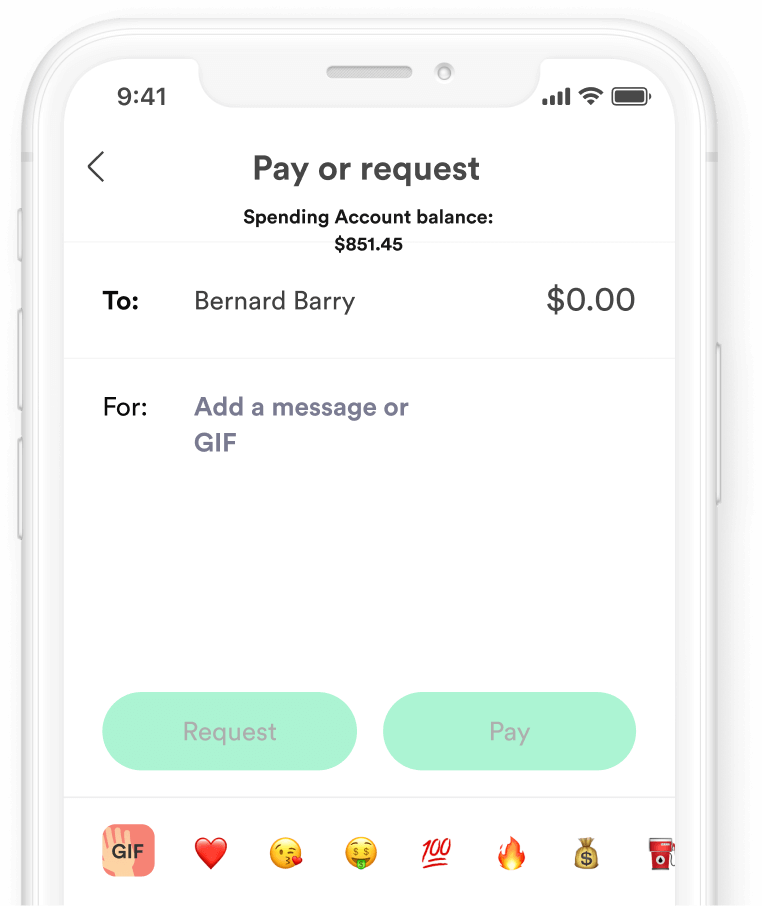 9:41
Pay or request
Spending Account balance:
$851.45
To: Bernard Barry $0.00
For: Add a message or
GIF
Request Pay
GIF 💯